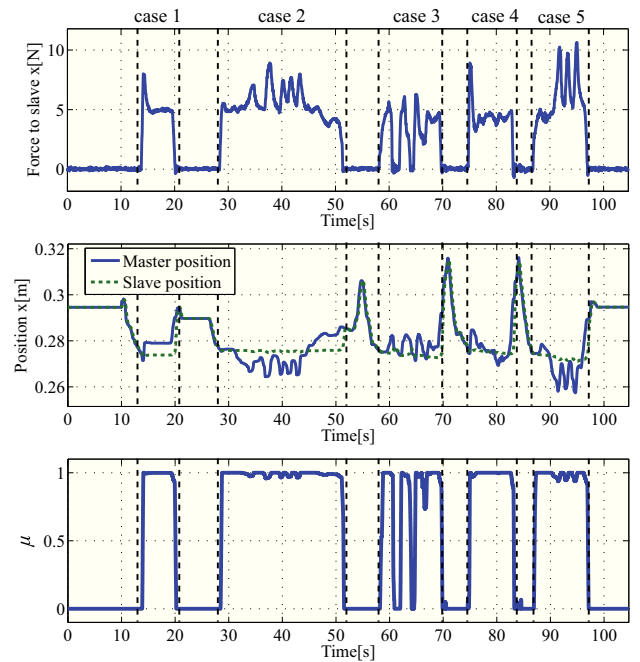 case 1 case 2 case 3 case 4 case 5
Force to slave x[N]
10
5
0
0 10 20 30 40 50 60 70 80 90 100
Time[s]
Position x[m]
0.32
0.3
0.28
0.26
Master position
Slave position
0 10 20 30 40 50 60 70 80 90 100
Time[s]
μ
1
0.5
0
0 10 20 30 40 50 60 70 80 90 100
Time[s]